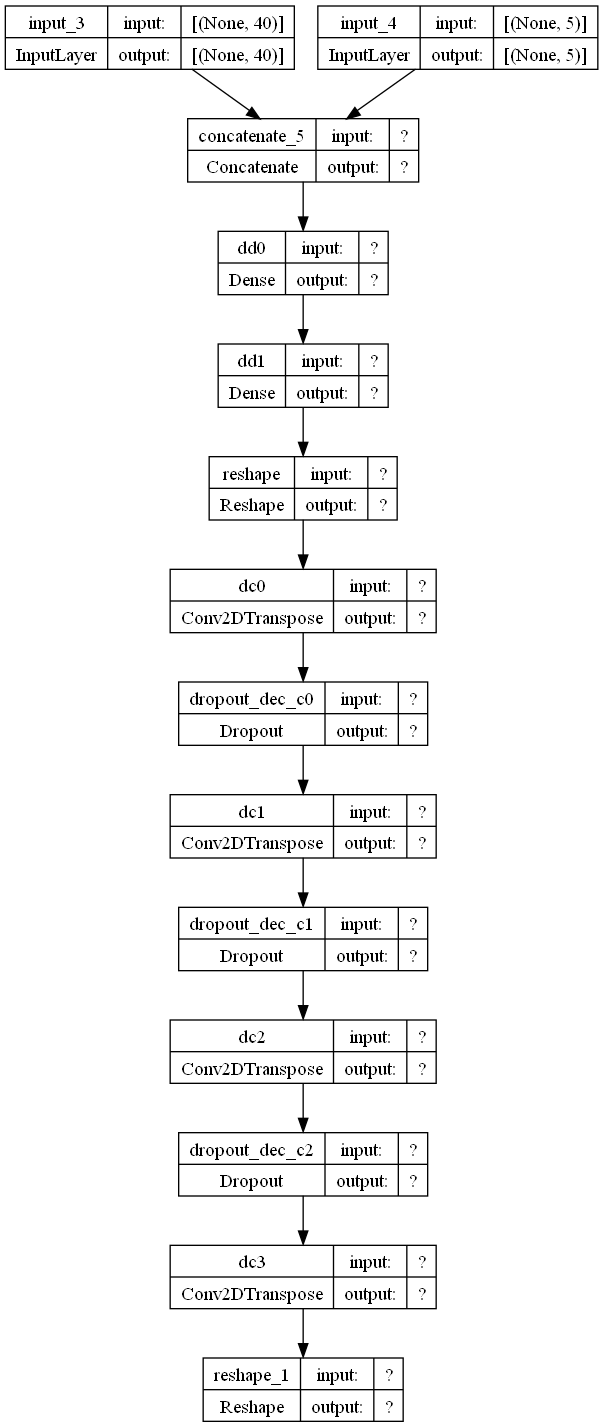 input_3 input: [(None, 40)] input_4 input: [(None, 5)]
InputLayer output: [(None, 40)] InputLayer output: [(None, 5)]
concatenate_5 input: ?
Concatenate output: ?
dd0 input: ?
Dense output: ?
dd1 input: ?
Dense output: ?
reshape input: ?
Reshape output: ?
dc0 input: ?
Conv2DTranspose output: ?
dropout_dec_c0 input: ?
Dropout output: ?
dc1 input: ?
Conv2DTranspose output: ?
dropout_dec_c1 input: ?
Dropout output: ?
dc2 input: ?
Conv2DTranspose output: ?
dropout_dec_c2 input: ?
Dropout output: ?
dc3 input: ?
Conv2DTranspose output: ?
reshape_1 input: ?
Reshape output: ?